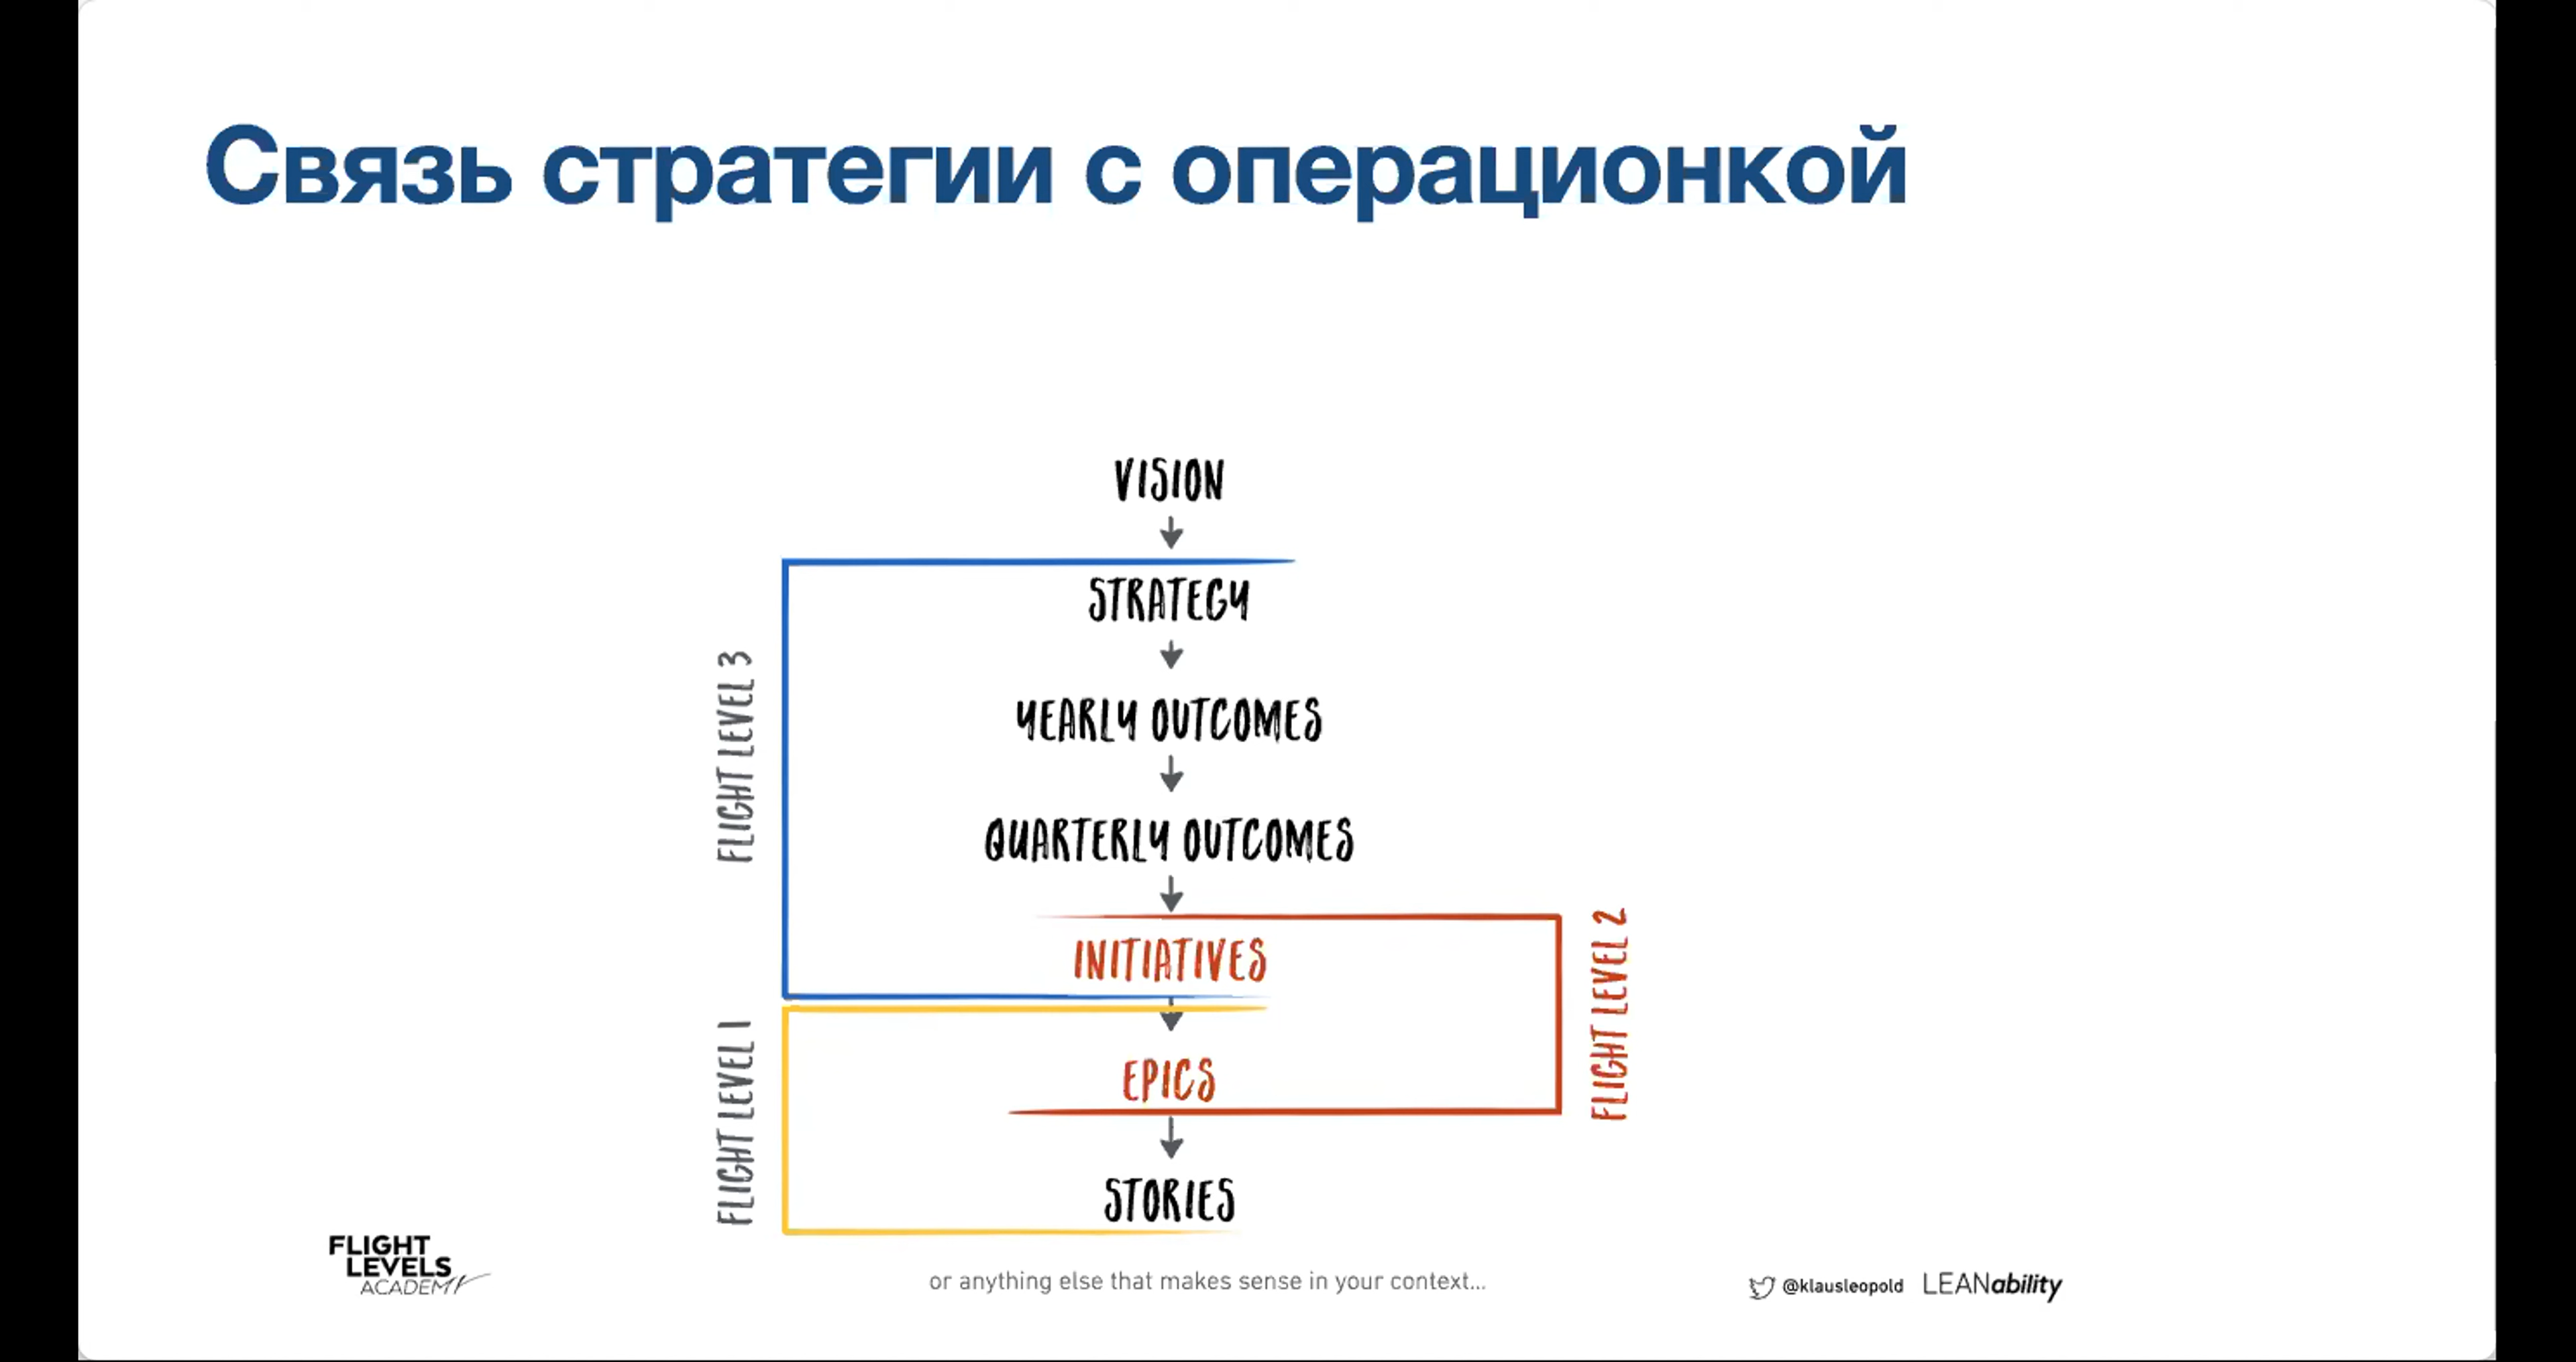 Связь стратегии с операционкой
VISION
STRATEGY
YEARLY OUTCOMES
QUARTERLY OUTCOMES
INITIATIVES
EPICS
STORIES
FLIGHT LEVEL 3
FLIGHT LEVEL 1
FLIGHT LEVEL 2
FLIGHT
LEVELS
ACADEMY
or anything else that makes sense in your context...
@klausleopold LEANability